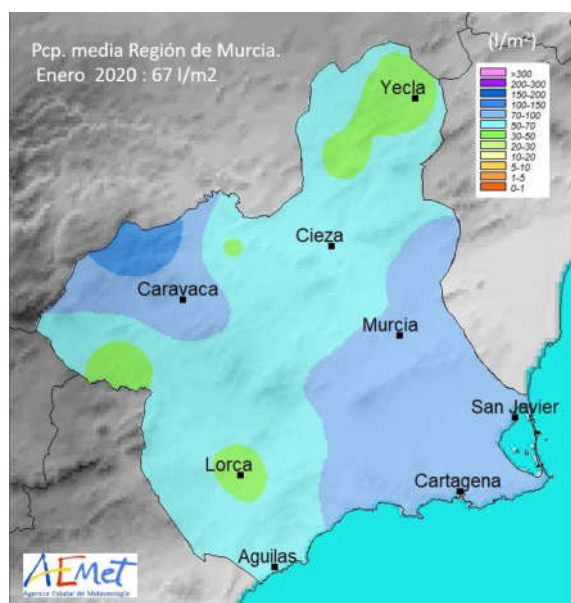 Pcp. media Región de Murcia.
Enero 2020 : 67 l/m2
(l/m²)
>300
200-300
150-200
100-150
70-100
50-70
30-50
20-30
10-20
5-10
1-5
0-1
Yecla
Cieza
Caravaca
Murcia
San Javier
Lorca
Cartagena
Aguilas
AEMet
Agencia Estatal de Meteorología